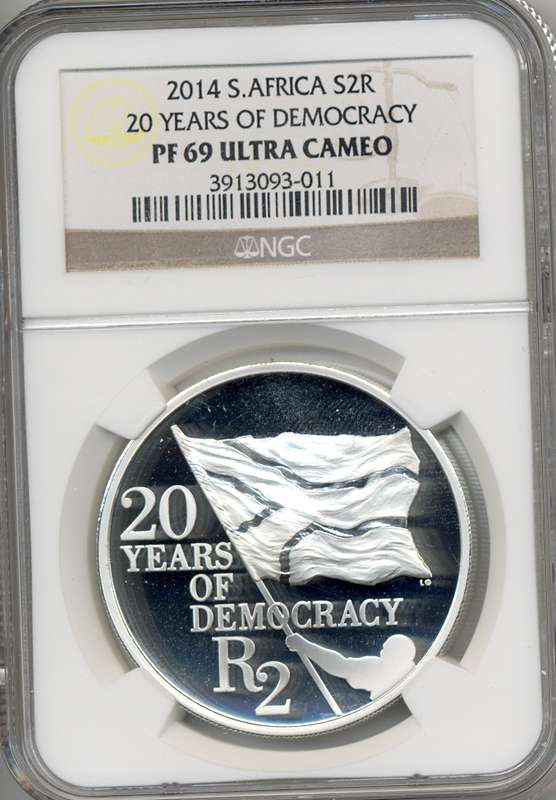 2014 S.AFRICA S2R
20 YEARS OF DEMOCRACY
PF 69 ULTRA CAMEO
3913093-011
NGC
20
YEARS
OF
DEMOCRACY
R2
LG